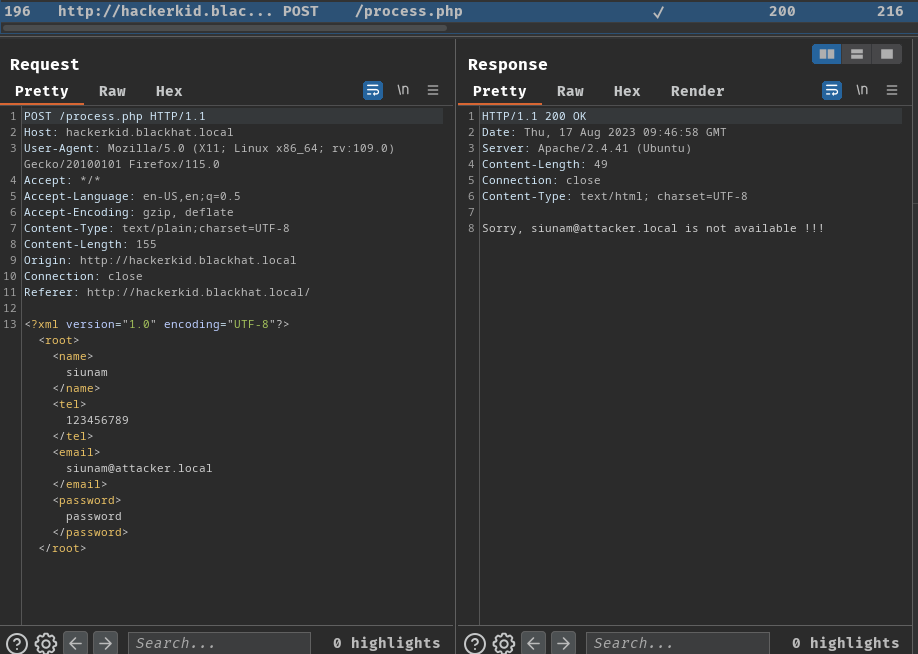 196 http://hackerkid.blac... POST /process.php ✓ 200 216
Request
Pretty Raw Hex \n
1 POST /process.php HTTP/1.1
2 Host: hackerkid.blackhat.local
3 User-Agent: Mozilla/5.0 (X11; Linux x86_64; rv:109.0)
Gecko/20100101 Firefox/115.0
4 Accept: */*
5 Accept-Language: en-US,en;q=0.5
6 Accept-Encoding: gzip, deflate
7 Content-Type: text/plain;charset=UTF-8
8 Content-Length: 155
9 Origin: http://hackerkid.blackhat.local
10 Connection: close
11 Referer: http://hackerkid.blackhat.local/
12
13 <?xml version="1.0" encoding="UTF-8"?>
<root>
<name>
siunam
</name>
<tel>
123456789
</tel>
<email>
siunam@attacker.local
</email>
<password>
password
</password>
</root>
Search... 0 highlights
Response
Pretty Raw Hex Render \n
1 HTTP/1.1 200 OK
2 Date: Thu, 17 Aug 2023 09:46:58 GMT
3 Server: Apache/2.4.41 (Ubuntu)
4 Content-Length: 49
5 Connection: close
6 Content-Type: text/html; charset=UTF-8
7
8 Sorry, siunam@attacker.local is not available !!!
Search... 0 highlights